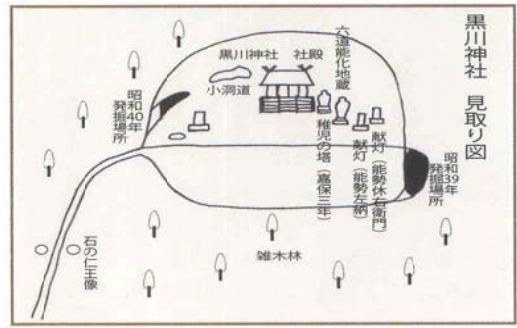 黒川神社　見取り図
六道能化地蔵
黒川神社　社殿
小洞道
昭和40年
発掘場所
稚児の塔（嘉保三年）
献灯（能勢左納）
献灯（能勢休右衛門）
昭和39年
発掘場所
石の仁王像
雑木林